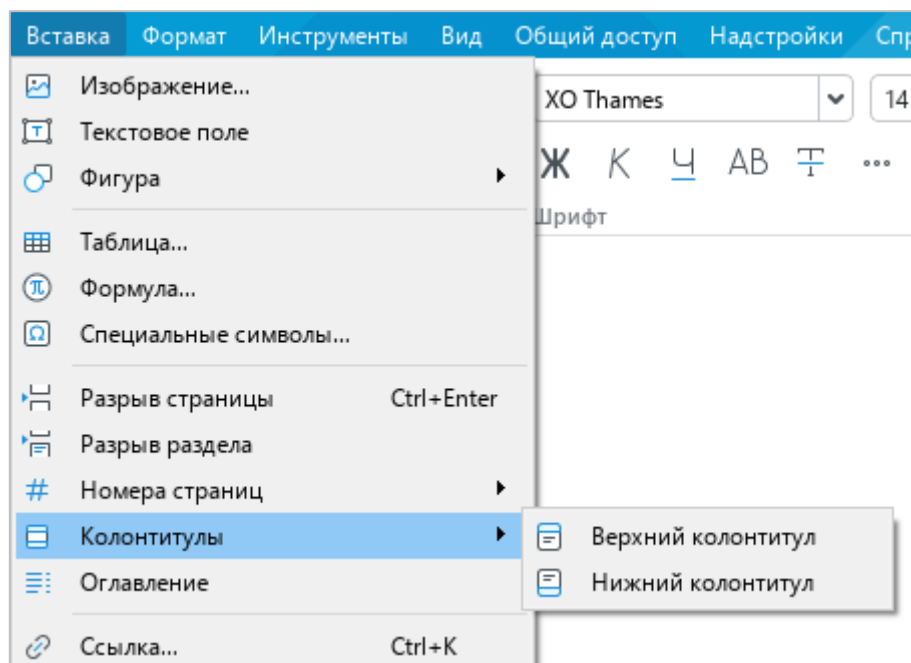 Вставка Формат Инструменты Вид Общий доступ Надстройки Спр
Изображение...
XO Thames 14
Текстовое поле
Ж К Ч АВ Т
Фигура
Шрифт
Таблица...
Формула...
Специальные символы...
Разрыв страницы Ctrl+Enter
Разрыв раздела
Номера страниц
Колонтитулы
Верхний колонтитул
Оглавление
Нижний колонтитул
Ссылка... Ctrl+K